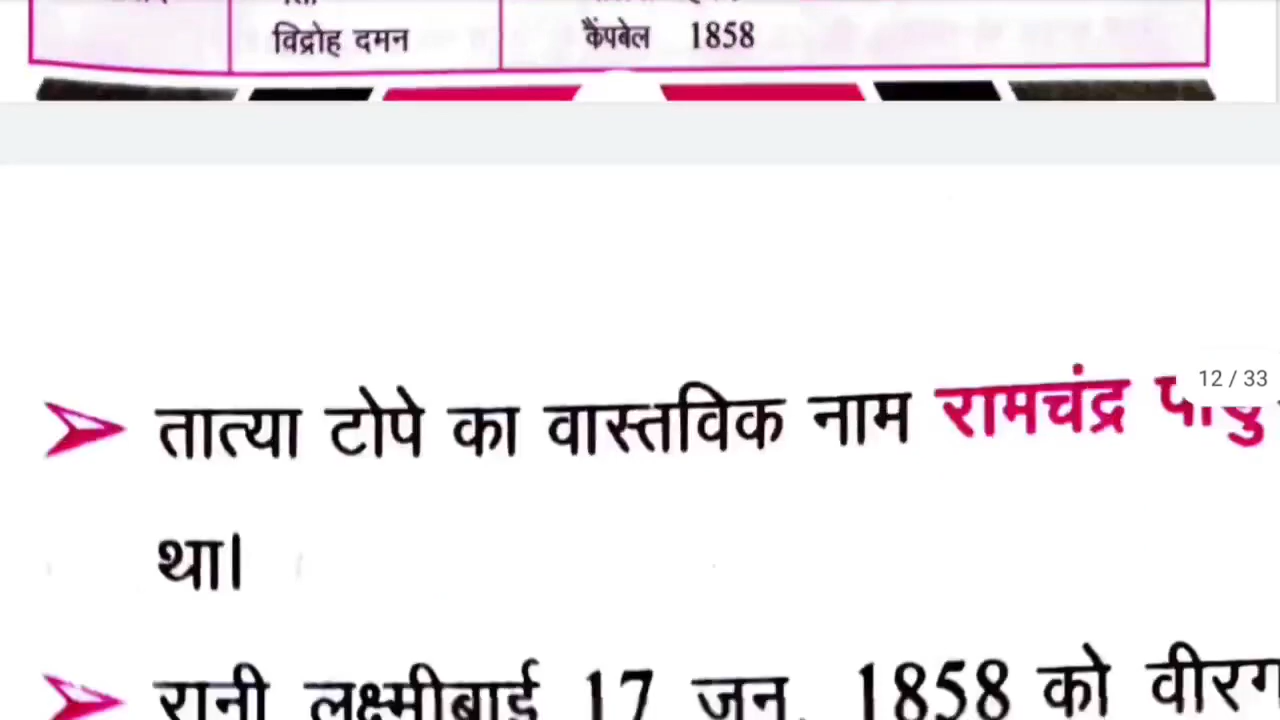 विद्रोह दमन कैंपबेल 1858
12 / 33
तात्या टोपे का वास्तविक नाम रामचंद्र
था।
रानी लक्ष्मीबाई 17 जून, 1858 को